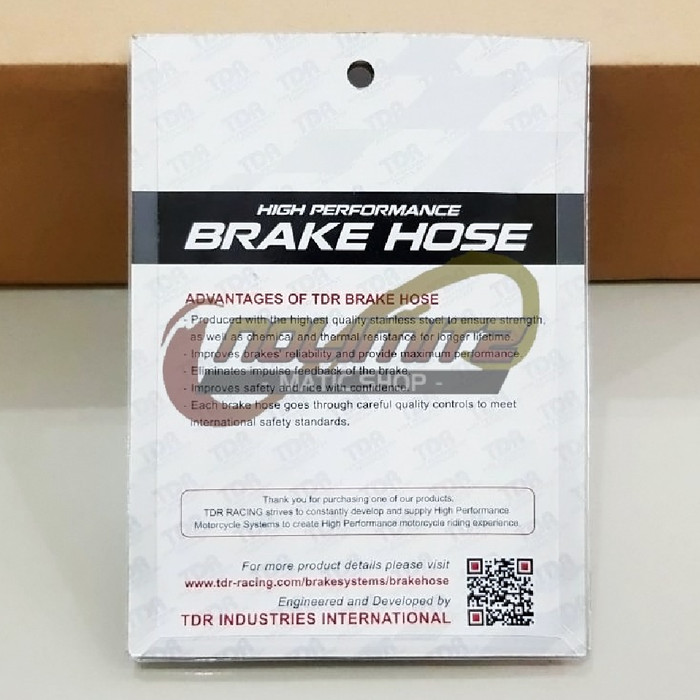 HIGH PERFORMANCE
BRAKE HOSE
ADVANTAGES OF TDR BRAKE HOSE
- Produced with the highest quality stainless steel to ensure strength,
as well as chemical and thermal resistance for longer lifetime.
- Improves brakes' reliability and provide maximum performance.
- Eliminates impulse feedback of the brake.
- Improves safety and ride with confidence.
- Each brake hose goes through careful quality controls to meet
international safety standards.
MATIC SHOP -
Thank you for purchasing one of our products.
TDR RACING strives to constantly develop and supply High Performance
Motorcycle Systems to create High Performance motorcycle riding experience.
For more product details please visit
www.tdr-racing.com/brakesystems/brakehose
Engineered and Developed by
TDR INDUSTRIES INTERNATIONAL